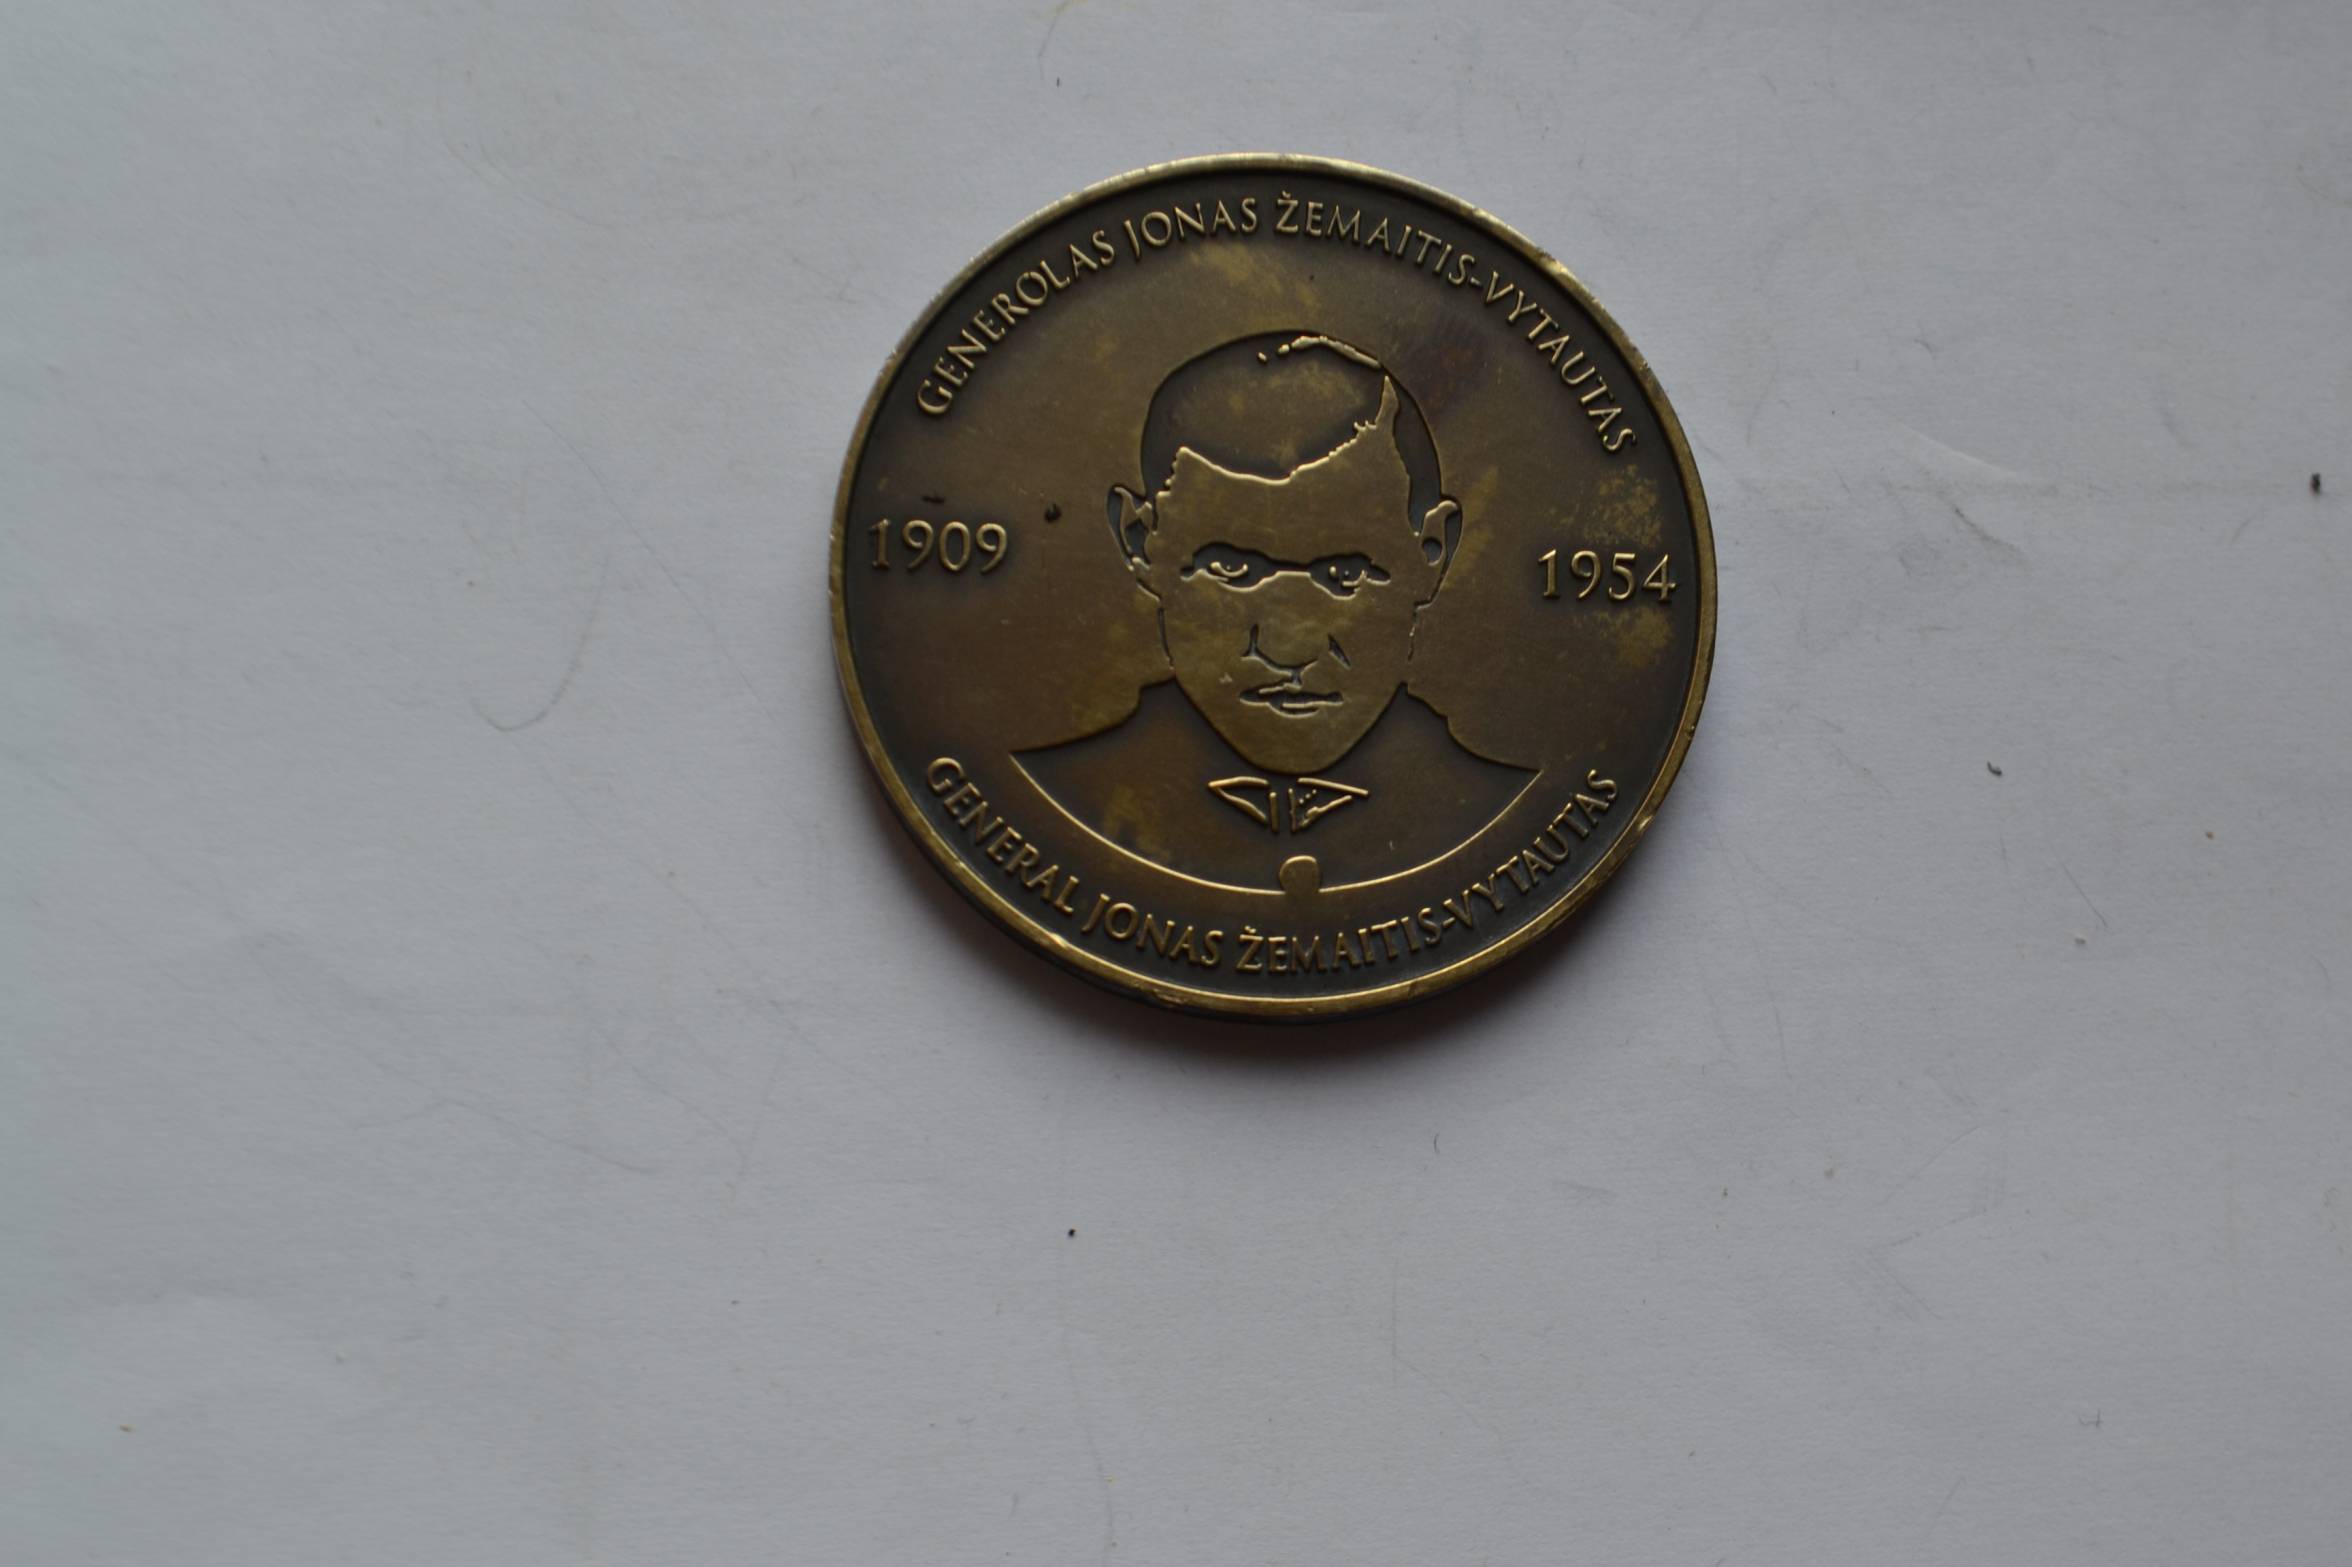 GENEROLAS JONAS ŽEMAITIS-VYTAUTAS
1909
1954
GENERAL JONAS ŽEMAITIS-VYTAUTAS